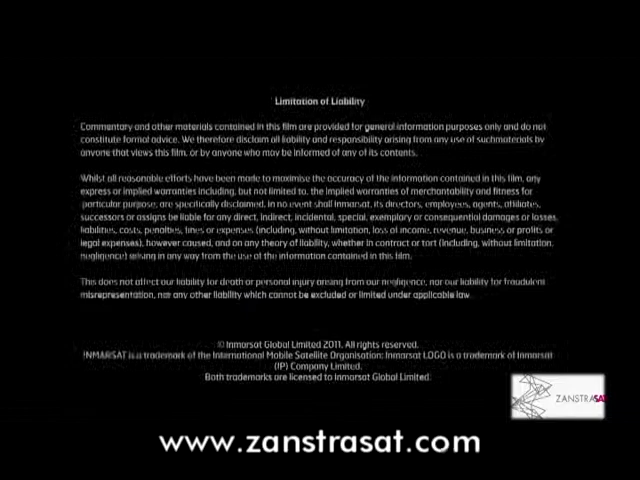 Limitation of Liability
Commentary and other materials contained in this film are provided for general information purposes only and do not
constitute formal advice. We therefore disclaim all liability and responsibility arising from any use of suchmaterials by
anyone that views this film, or by anyone who may be informed of any of its contents.
Whilst all reasonable efforts have been made to maximise the accuracy of the information contained in this film, any
express or implied warranties including, but not limited to, the implied warranties of merchantability and fitness for
particular purpose, are specifically disclaimed. In no event shall Inmarsat, its directors, employees, agents, affiliates,
successors or assigns be liable for any direct, indirect, incidental, special, exemplary or consequential damages or losses,
liabilities, costs, penalties, fines or expenses (including, without limitation, loss of income, revenue, business or profits or
legal expenses), however caused, and on any theory of liability, whether in contract or tort (including, without limitation,
negligence) arising in any way from the use of the information contained in this film.
This does not affect our liability for death or personal injury arising from our negligence, nor our liability for fraudulent
misrepresentation, nor any other liability which cannot be excluded or limited under applicable law
© Inmarsat Global Limited 2011. All rights reserved.
INMARSAT is a trademark of the International Mobile Satellite Organisation; Inmarsat LOGO is a trademark of Inmarsat
(IP) Company Limited.
Both trademarks are licensed to Inmarsat Global Limited.
ZANSTRASAT
www.zanstrasat.com